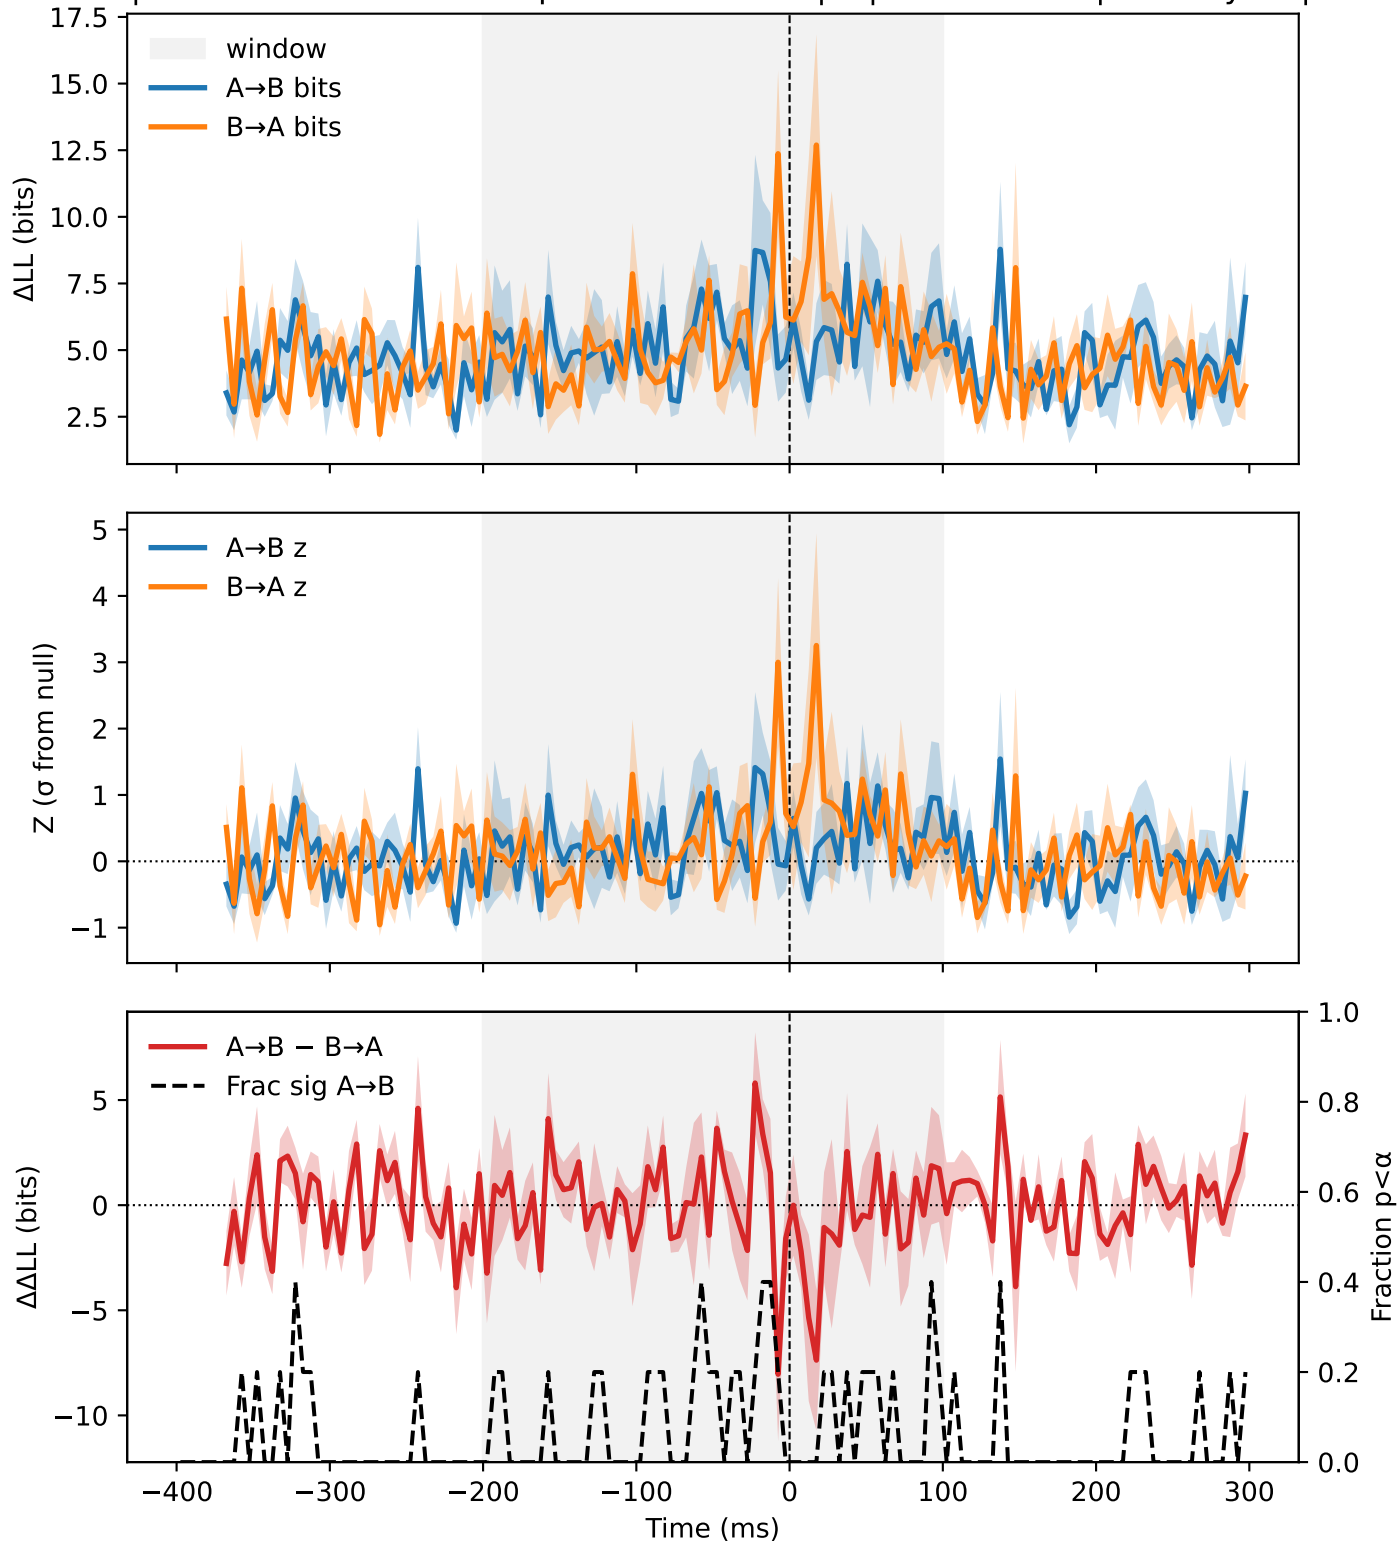 17.5
15.0
12.5
10.0
7.5
5.0
2.5
ΔLL (bits)
window
A→B bits
B→A bits
5
4
3
2
1
0
−1
Z (σ from null)
A→B z
B→A z
5
0
−5
−10
ΔΔLL (bits)
A→B − B→A
Frac sig A→B
1.0
0.8
0.6
0.4
0.2
0.0
Fraction p<α
−400 −300 −200 −100 0 100 200 300
Time (ms)